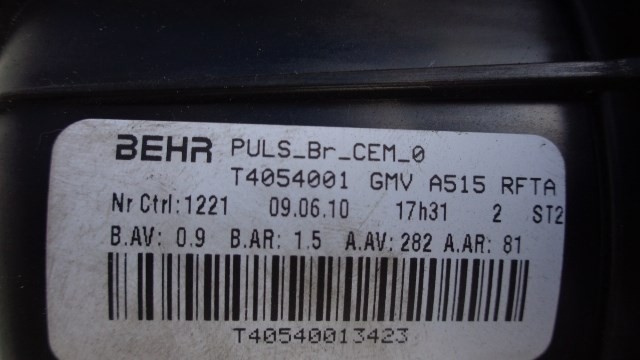 BEHR PULS_Br_CEM_0
T4054001 GMV A515 RFTA
Nr Ctrl:1221 09.06.10 17h31 2 ST2
B.AV: 0.9 B.AR: 1.5 A.AV: 282 A.AR: 81
T40540013423